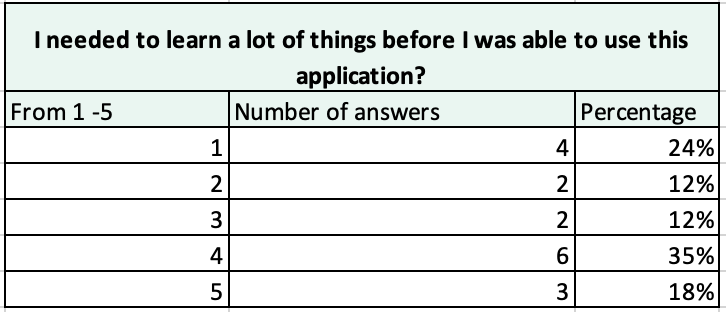 I needed to learn a lot of things before I was able to use this
application?
From 1 -5 Number of answers Percentage
1 4 24%
2 2 12%
3 2 12%
4 6 35%
5 3 18%